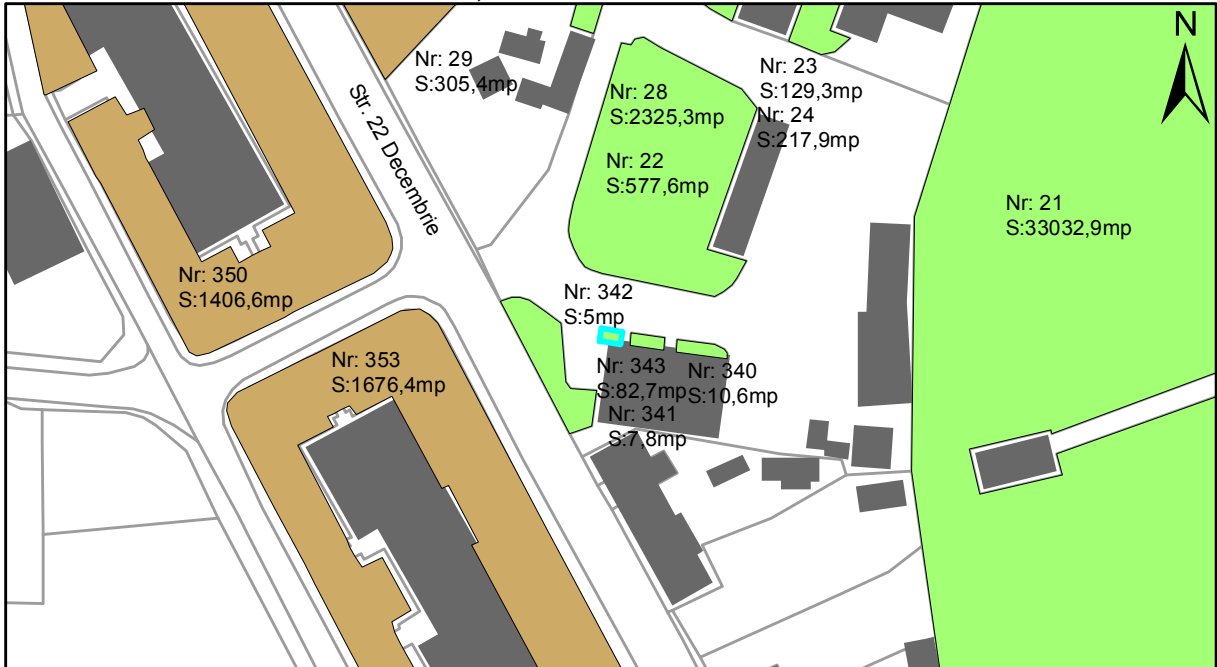 N
Nr: 29
S:305,4mp
Nr: 23
S:129,3mp
Nr: 28
S:2325,3mp
Nr: 24
S:217,9mp
Str. 22 Decembrie
Nr: 22
S:577,6mp
Nr: 21
S:33032,9mp
Nr: 350
S:1406,6mp
Nr: 342
S:5mp
Nr: 353
S:1676,4mp
Nr: 343
S:82,7mp
Nr: 340
S:10,6mp
Nr: 341
S:7,8mp